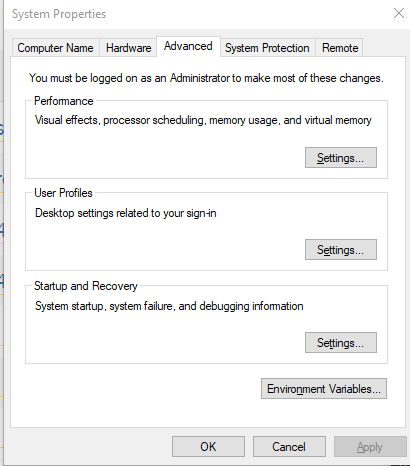 System Properties
Computer Name Hardware Advanced System Protection Remote
You must be logged on as an Administrator to make most of these changes.
Performance
Visual effects, processor scheduling, memory usage, and virtual memory
Settings...
User Profiles
Desktop settings related to your sign-in
Settings...
Startup and Recovery
System startup, system failure, and debugging information
Settings...
Environment Variables...
OK Cancel Apply